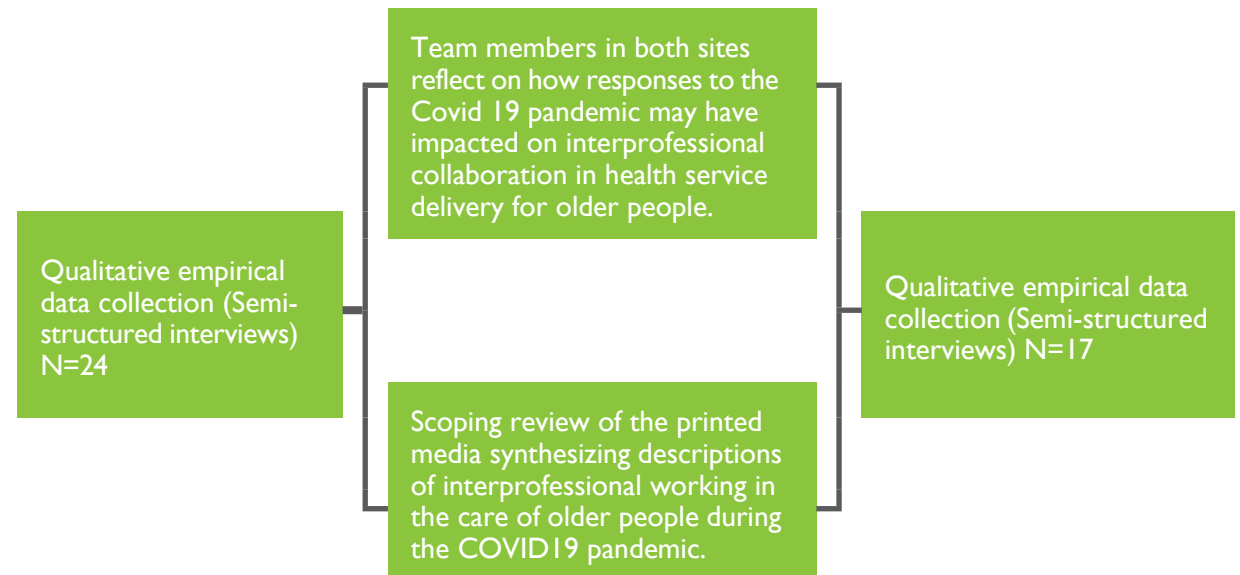 Qualitative empirical
data collection (Semi-
structured interviews)
N=24
Team members in both sites
reflect on how responses to the
Covid 19 pandemic may have
impacted on interprofessional
collaboration in health service
delivery for older people.
Scoping review of the printed
media synthesizing descriptions
of interprofessional working in
the care of older people during
the COVID19 pandemic.
Qualitative empirical data
collection (Semi-structured
interviews) N=17